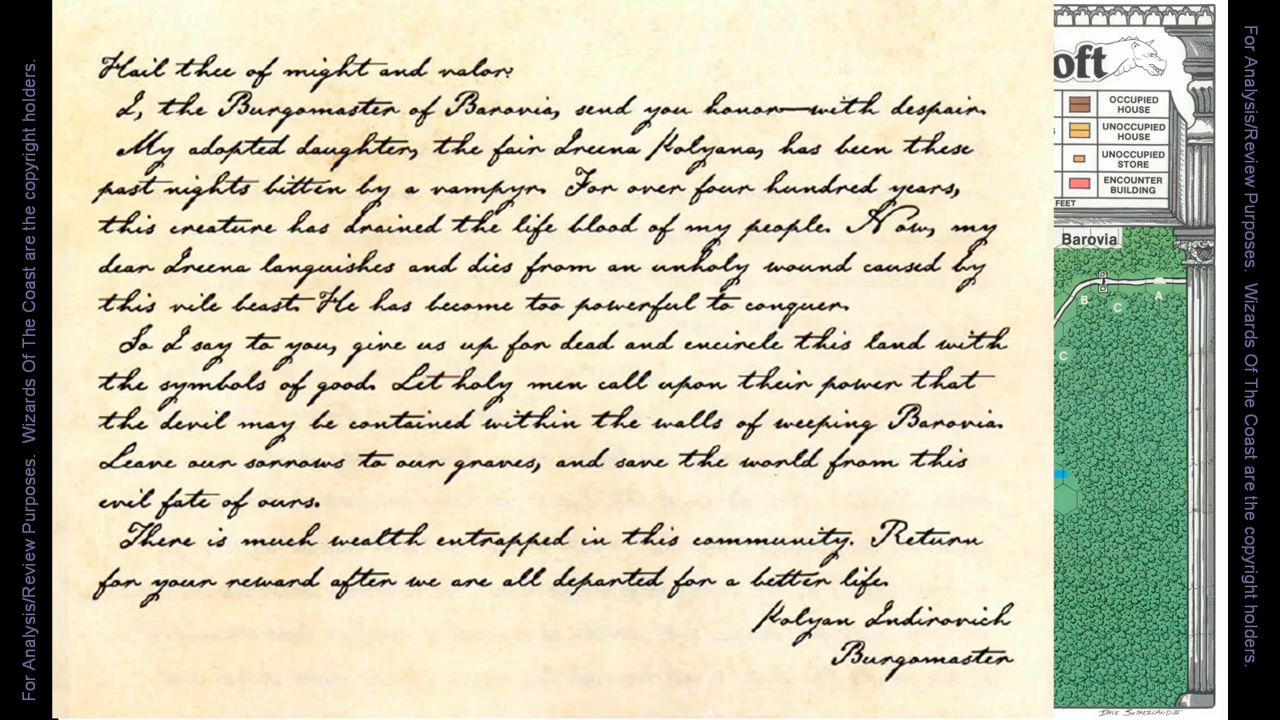 For Analysis/Review Purposes. Wizards Of The Coast are the copyright holders.
Hail thee of might and valor:
I, the Burgomaster of Barovia, send you honor—with despair.
My adopted daughter, the fair Ireena Kolyana, has been these
past nights bitten by a vampyr. For over four hundred years,
this creature has drained the life blood of my people. Now, my
dear Ireena languishes and dies from an unholy wound caused by
this vile beast. He has become too powerful to conquer.
So I say to you, give us up for dead and encircle this land with
the symbols of good. Let holy men call upon their power that
the devil may be contained within the walls of weeping Barovia.
Leave our sorrows to our graves, and save the world from this
evil fate of ours.
There is much wealth entrapped in this community. Return
for your reward after we are all departed for a better life.
Kolyan Indirovich
Burgomaster
oft
OCCUPIED
HOUSE
UNOCCUPIED
HOUSE
UNOCCUPIED
STORE
ENCOUNTER
BUILDING
FEET
Barovia
B
C
A
C
DAVE SUTHERLAND III
For Analysis/Review Purposes. Wizards Of The Coast are the copyright holders.